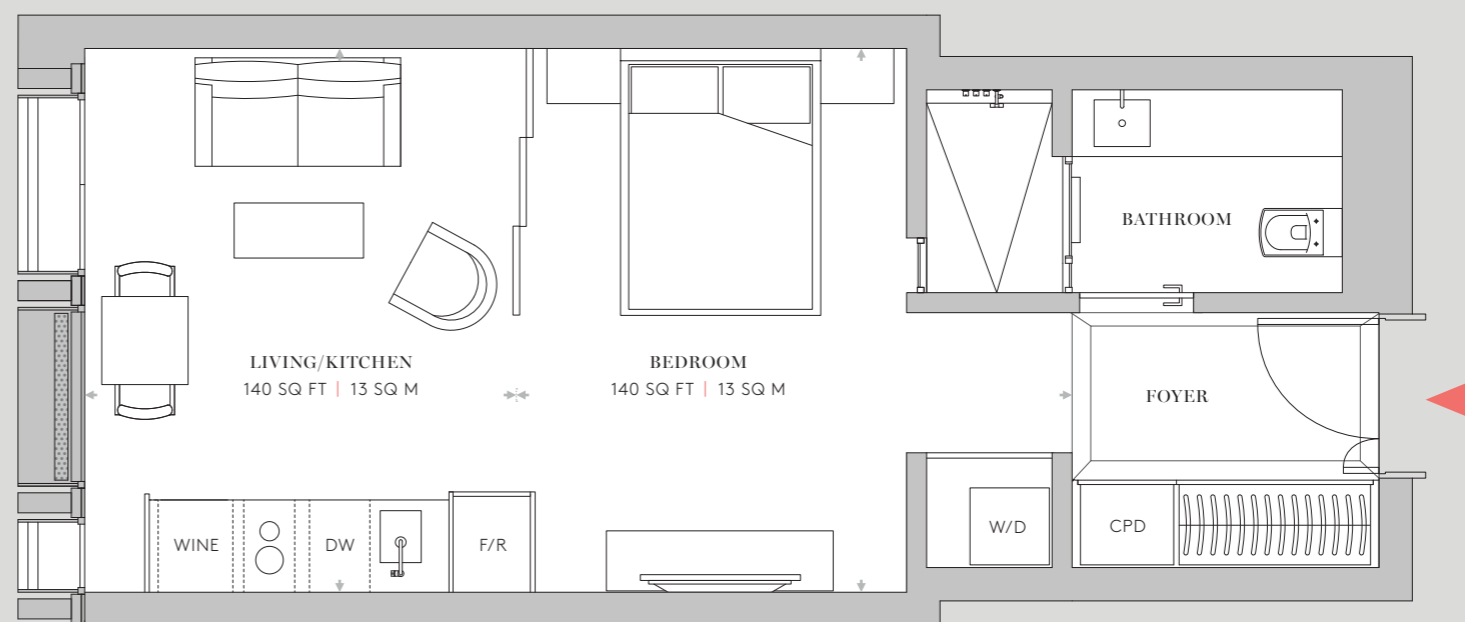 BATHROOM
LIVING/KITCHEN
140 SQ FT | 13 SQ M
BEDROOM
140 SQ FT | 13 SQ M
FOYER
WINE
DW
F/R
W/D
CPD